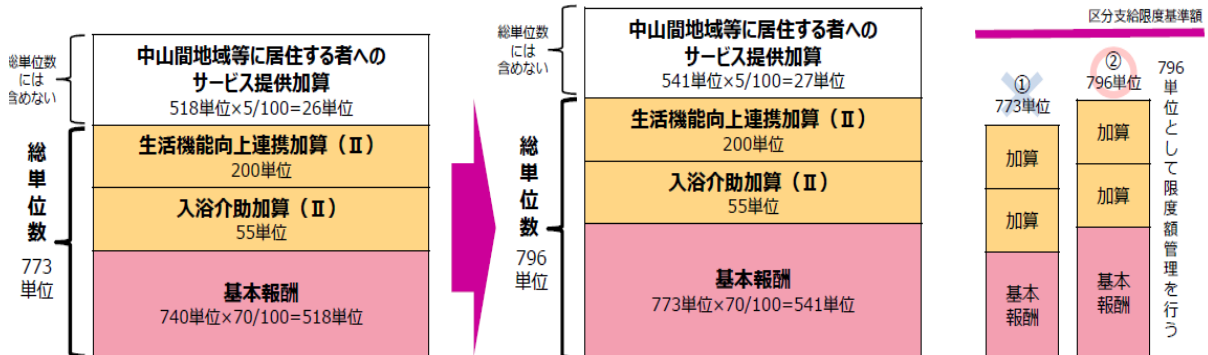 総単位数
には
含めない
中山間地域等に居住する者への
サービス提供加算
518単位×5/100=26単位
総単位数
773
単位
生活機能向上連携加算（Ⅱ）
200単位
入浴介助加算（Ⅱ）
55単位
基本報酬
740単位×70/100=518単位
総単位数
には
含めない
中山間地域等に居住する者への
サービス提供加算
541単位×5/100=27単位
総単位数
796
単位
生活機能向上連携加算（Ⅱ）
200単位
入浴介助加算（Ⅱ）
55単位
基本報酬
773単位×70/100=541単位
区分支給限度基準額
①
773単位
加算
加算
基本
報酬
②
796単位
加算
加算
基本
報酬
796単位として限度額管理を行う